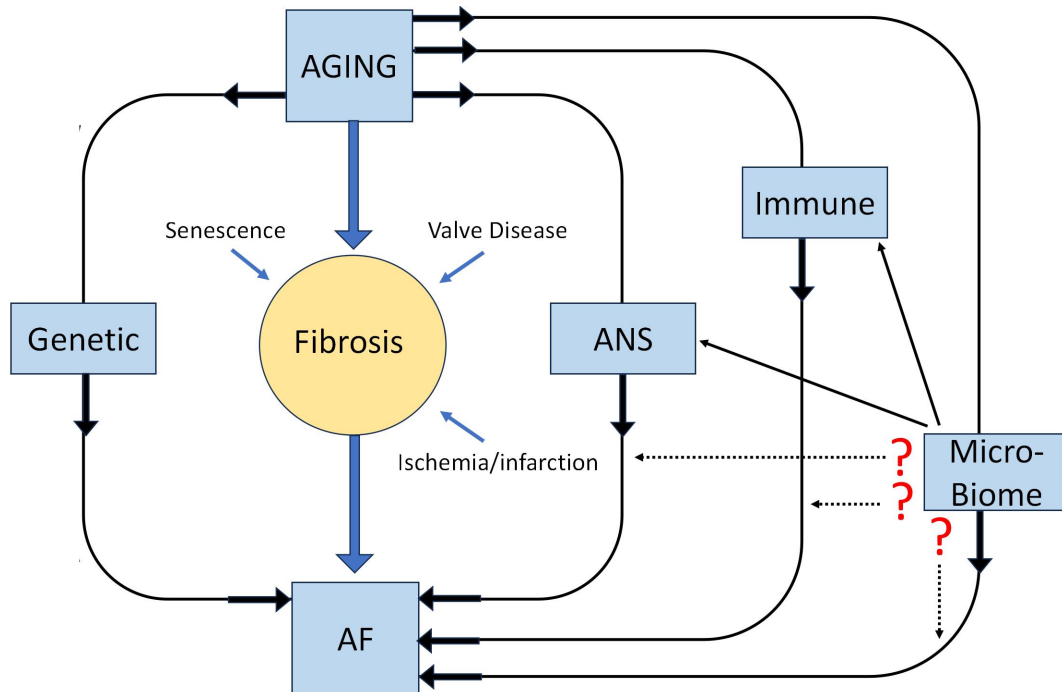 AGING
Immune
Senescence
Valve Disease
Genetic
Fibrosis
ANS
Ischemia/infarction
?
?
?
Micro-
Biome
AF